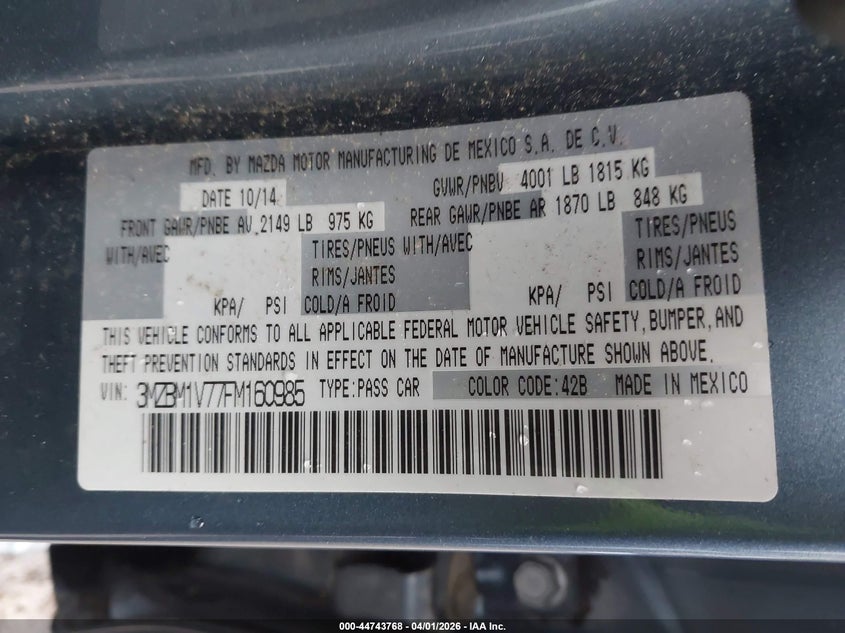 MFD. BY MAZDA MOTOR MANUFACTURING DE MEXICO S.A. DE C.V.
DATE 10/14 GVWR/PNBV 4001 LB 1815 KG
FRONT GAWR/PNBE AV 2149 LB 975 KG REAR GAWR/PNBE AR 1870 LB 848 KG
WITH/AVEC TIRES/PNEUS WITH/AVEC TIRES/PNEUS
RIMS/JANTES RIMS/JANTES
KPA/ PSI COLD/A FROID KPA/ PSI COLD/A FROID
THIS VEHICLE CONFORMS TO ALL APPLICABLE FEDERAL MOTOR VEHICLE SAFETY, BUMPER, AND
THEFT PREVENTION STANDARDS IN EFFECT ON THE DATE OF MANUFACTURE SHOWN ABOVE.
VIN: 3MZBM1V77FM160985 TYPE:PASS CAR COLOR CODE:42B MADE IN MEXICO
000-44743768 - 04/01/2026 - IAA Inc.